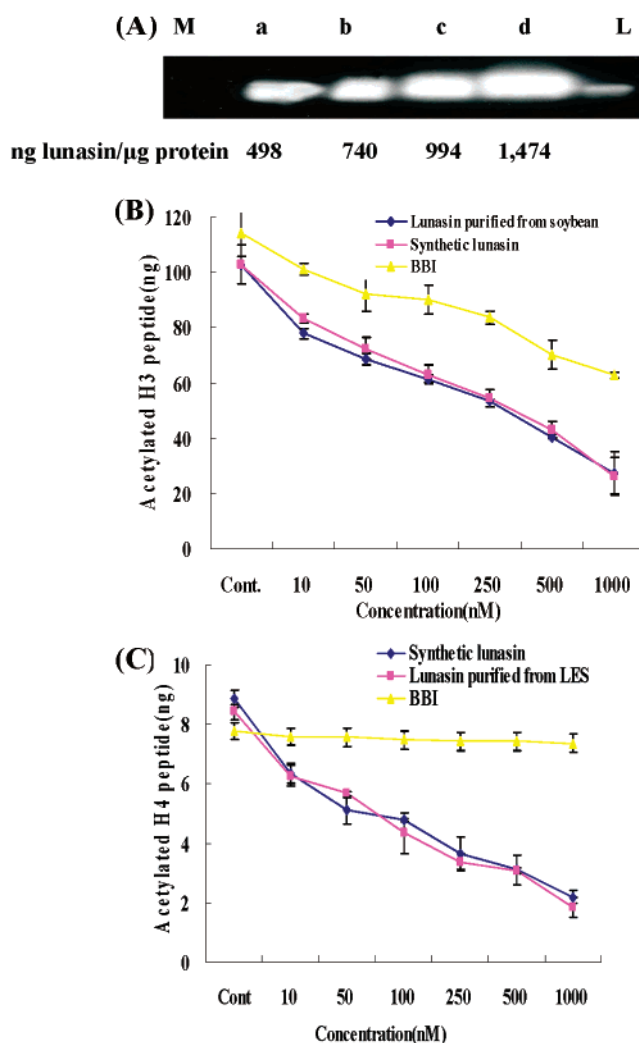 (A) M a b c d L
ng lunasin/µg protein 498 740 994 1,474
(B)
120
100
80
60
40
20
0
Acetylated H3 peptide(ng)
Lunasin purified from soybean
Synthetic lunasin
BBI
Cont. 10 50 100 250 500 1000
Concentration(nM)
(C)
10
8
6
4
2
0
Acetylated H4 peptide(ng)
Synthetic lunasin
Lunasin purified from LES
BBI
Cont 10 50 100 250 500 1000
Concentration(nM)